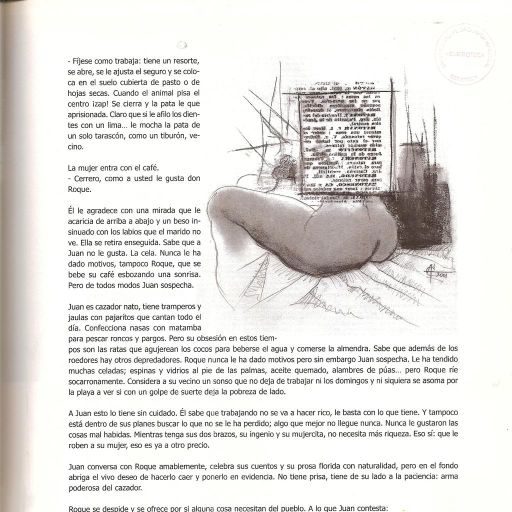 - Fíjese como trabaja: tiene un resorte,
se abre, se le ajusta el seguro y se colo-
ca en el suelo cubierta de pasto o de
hojas secas. Cuando el animal pisa el
centro izap! Se cierra y la pata le que
aprisionada. Claro que si le afilo los dien-
tes con un lima... le mocha la pata de
un solo tarascón, como un tiburón, ve-
cino.
La mujer entra con el café.
- Cerrero, como a usted le gusta don
Roque.
Él le agradece con una mirada que le
acaricia de arriba a abajo y un beso in-
sinuado con los labios que el marido no
ve. Ella se retira enseguida. Sabe que a
Juan no le gusta. La cela. Nunca le ha
dado motivos, tampoco Roque, que se
bebe su café esbozando una sonrisa.
Pero de todos modos Juan sospecha.
Juan es cazador nato, tiene tramperos y
jaulas con pajaritos que cantan todo el
día. Confecciona nasas con matamba
para pescar roncos y pargos. Pero su obsesión en estos tiem-
pos son las ratas que agujerean los cocos para beberse el agua y comerse la almendra. Sabe que además de los
roedores hay otros depredadores. Roque nunca le ha dado motivos pero sin embargo Juan sospecha. Le ha tendido
muchas celadas; espinas y vidrios al pie de las palmas, aceite quemado, alambres de púas... pero Roque ríe
socarronamente. Considera a su vecino un sonso que no deja de trabajar ni los domingos y ni siquiera se asoma por
la playa a ver si con un golpe de suerte deja la pobreza de lado.
A Juan esto lo tiene sin cuidado. Él sabe que trabajando no se va a hacer rico, le basta con lo que tiene. Y tampoco
está dentro de sus planes buscar lo que no se le ha perdido; algo que mejor no llegue nunca. Nunca le gustaron las
cosas mal habidas. Mientras tenga sus dos brazos, su ingenio y su mujercita, no necesita más riqueza. Eso sí: que le
roben a su mujer, eso es ya a otro precio.
Juan conversa con Roque amablemente, celebra sus cuentos y su prosa florida con naturalidad, pero en el fondo
abriga el vivo deseo de hacerlo caer y ponerlo en evidencia. No tiene prisa, tiene de su lado a la paciencia: arma
poderosa del cazador.
Roque se despide y se ofrece por si alguna cosa necesitan del pueblo. A lo que Juan contesta: